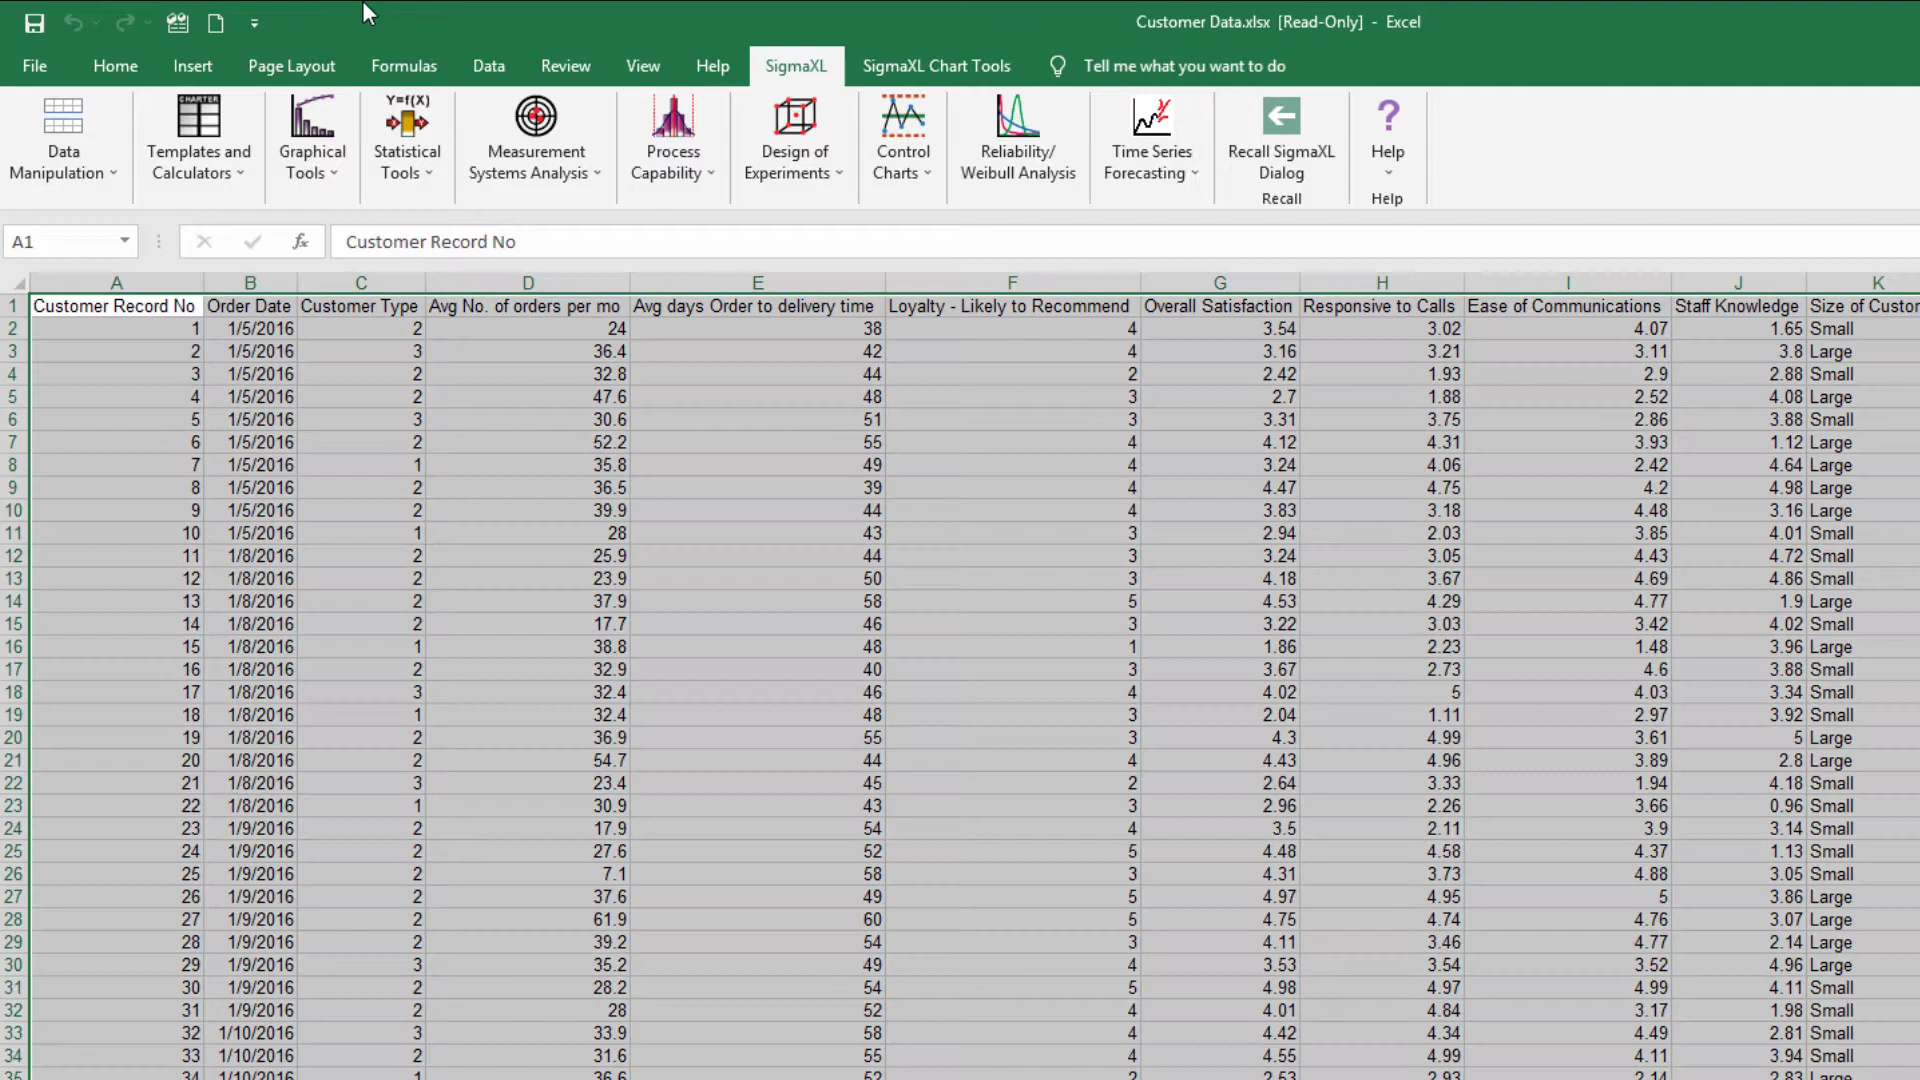 Customer Data.xlsx [Read-Only] - Excel
File Home Insert Page Layout Formulas Data Review View Help SigmaXL SigmaXL Chart Tools Tell me what you want to do
CHARTER Y=f(X)
Data Manipulation
Templates and Calculators
Graphical Tools
Statistical Tools
Measurement Systems Analysis
Process Capability
Design of Experiments
Control Charts
Reliability/ Weibull Analysis
Time Series Forecasting
Recall SigmaXL Dialog
Help
Recall Help
A1 fx Customer Record No
A B C D E F G H I J K
1 Customer Record No Order Date Customer Type Avg No. of orders per mo Avg days Order to delivery time Loyalty - Likely to Recommend Overall Satisfaction Responsive to Calls Ease of Communications Staff Knowledge Size of Custor
2 1 1/5/2016 2 24 38 4 3.54 3.02 4.07 1.65 Small
3 2 1/5/2016 3 36.4 42 4 3.16 3.21 3.11 3.8 Large
4 3 1/5/2016 2 32.8 44 2 2.42 1.93 2.9 2.88 Small
5 4 1/5/2016 2 47.6 48 3 2.7 1.88 2.52 4.08 Large
6 5 1/5/2016 3 30.6 51 3 3.31 3.75 2.86 3.88 Small
7 6 1/5/2016 2 52.2 55 4 4.12 4.31 3.93 1.12 Large
8 7 1/5/2016 1 35.8 49 4 3.24 4.06 2.42 4.64 Large
9 8 1/5/2016 2 36.5 39 4 4.47 4.75 4.2 4.98 Large
10 9 1/5/2016 2 39.9 44 4 3.83 3.18 4.48 3.16 Large
11 10 1/5/2016 1 28 43 3 2.94 2.03 3.85 4.01 Small
12 11 1/8/2016 2 25.9 44 3 3.24 3.05 4.43 4.72 Small
13 12 1/8/2016 2 23.9 50 3 4.18 3.67 4.69 4.86 Small
14 13 1/8/2016 2 37.9 58 5 4.53 4.29 4.77 1.9 Large
15 14 1/8/2016 2 17.7 46 3 3.22 3.03 3.42 4.02 Small
16 15 1/8/2016 1 38.8 48 1 1.86 2.23 1.48 3.96 Large
17 16 1/8/2016 2 32.9 40 3 3.67 2.73 4.6 3.88 Small
18 17 1/8/2016 3 32.4 46 4 4.02 5 4.03 3.34 Small
19 18 1/8/2016 1 32.4 48 3 2.04 1.11 2.97 3.92 Small
20 19 1/8/2016 2 36.9 55 3 4.3 4.99 3.61 5 Large
21 20 1/8/2016 2 54.7 44 4 4.43 4.96 3.89 2.8 Large
22 21 1/8/2016 3 23.4 45 2 2.64 3.33 1.94 4.18 Small
23 22 1/8/2016 1 30.9 43 3 2.96 2.26 3.66 0.96 Small
24 23 1/9/2016 2 17.9 54 4 3.5 2.11 3.9 3.14 Small
25 24 1/9/2016 2 27.6 52 5 4.48 4.58 4.37 1.13 Small
26 25 1/9/2016 2 7.1 58 3 4.31 3.73 4.88 3.05 Small
27 26 1/9/2016 2 37.6 49 5 4.97 4.95 5 3.86 Large
28 27 1/9/2016 2 61.9 60 5 4.75 4.74 4.76 3.07 Large
29 28 1/9/2016 2 39.2 54 3 4.11 3.46 4.77 2.14 Large
30 29 1/9/2016 3 35.2 49 4 3.53 3.54 3.52 4.96 Large
31 30 1/9/2016 2 28.2 54 5 4.98 4.97 4.99 4.11 Small
32 31 1/9/2016 2 28 52 4 4.01 4.84 3.17 1.98 Small
33 32 1/10/2016 3 33.9 58 4 4.42 4.34 4.49 2.81 Small
34 33 1/10/2016 2 31.6 55 4 4.55 4.99 4.11 3.94 Small
35 34 1/10/2016 1 36.6 52 2 2.53 2.93 2.14 2.83 Large